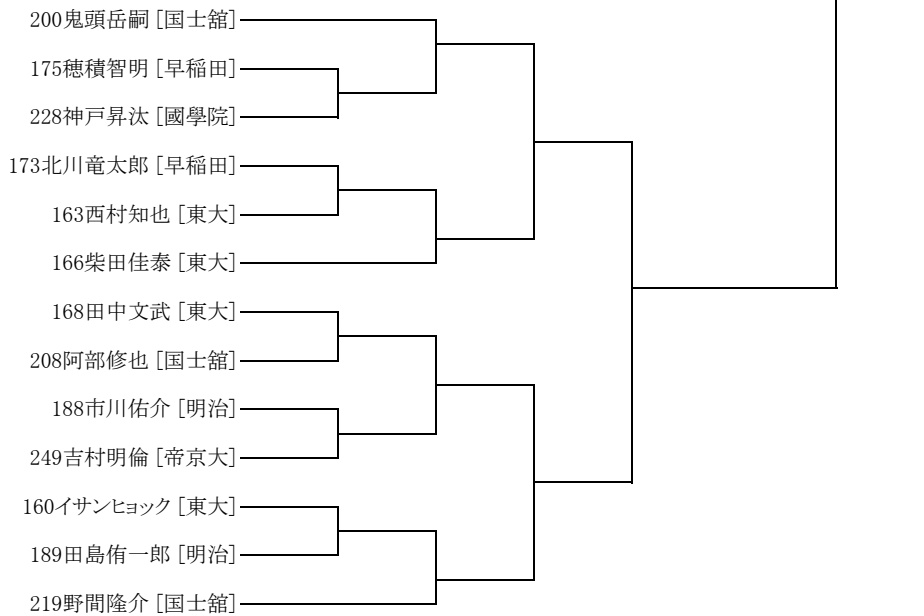 200鬼頭岳嗣 [国士舘]
175穂積智明 [早稲田]
228神戸昇汰 [國學院]
173北川竜太郎 [早稲田]
163西村知也 [東大]
166柴田佳泰 [東大]
168田中文武 [東大]
208阿部修也 [国士舘]
188市川佑介 [明治]
249吉村明倫 [帝京大]
160イサンヒョック [東大]
189田島侑一郎 [明治]
219野間隆介 [国士舘]